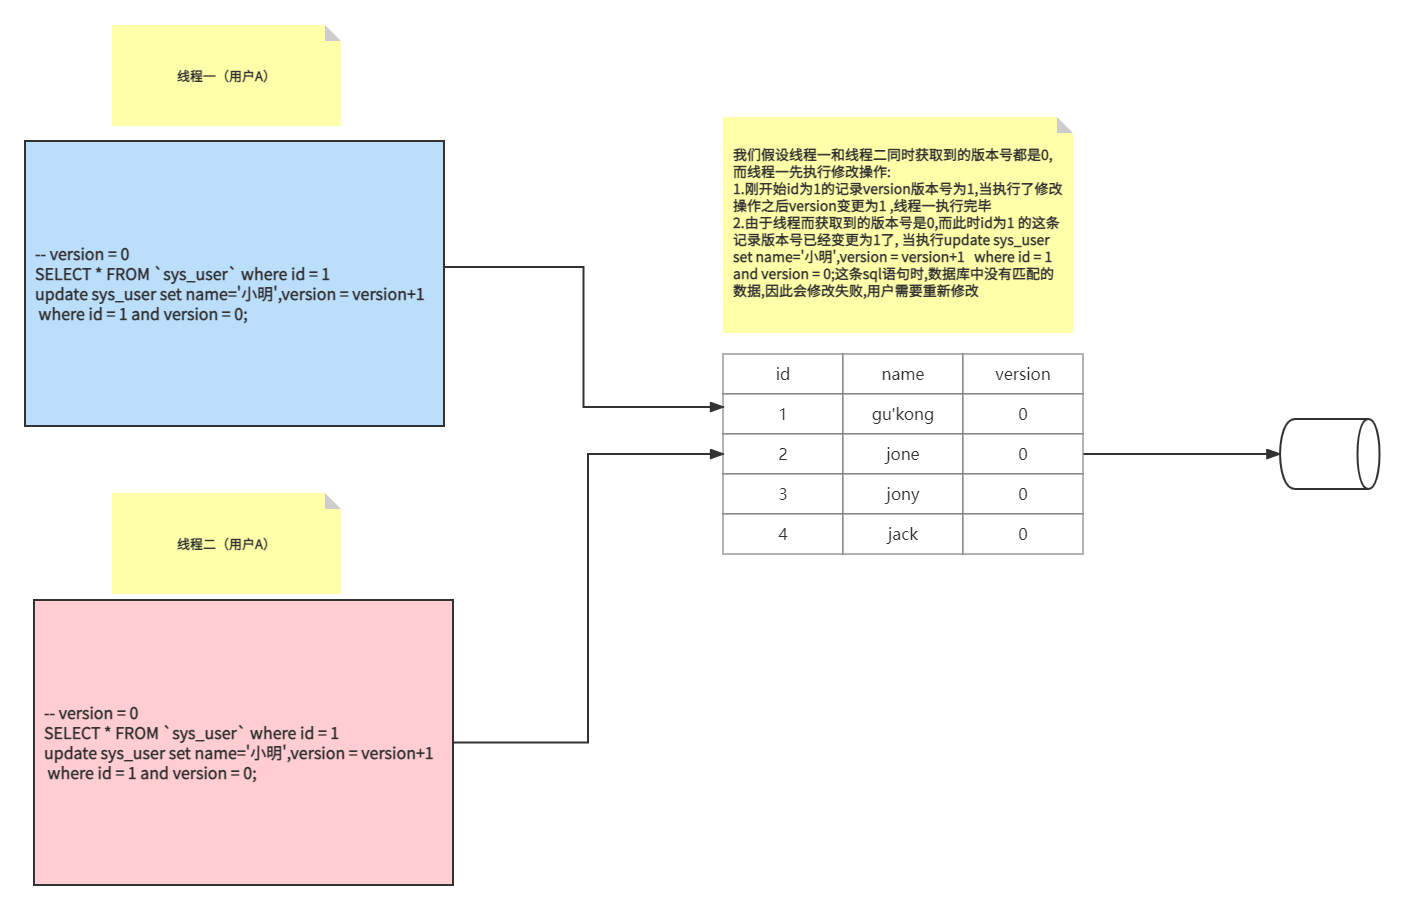 线程一（用户A）
-- version = 0
SELECT * FROM `sys_user` where id = 1
update sys_user set name='小明',version = version+1
where id = 1 and version = 0;
我们假设线程一和线程二同时获取到的版本号都是0,
而线程一先执行修改操作:
1.刚开始id为1的记录version版本号为1,当执行了修改
操作之后version变更为1 ,线程一执行完毕
2.由于线程而获取到的版本号是0,而此时id为1 的这条
记录版本号已经变更为1了, 当执行update sys_user
set name='小明',version = version+1   where id = 1
and version = 0;这条sql语句时,数据库中没有匹配的
数据,因此会修改失败,用户需要重新修改
id name version
1 gu'kong 0
2 jone 0
3 jony 0
4 jack 0
线程二（用户A）
-- version = 0
SELECT * FROM `sys_user` where id = 1
update sys_user set name='小明',version = version+1
where id = 1 and version = 0;